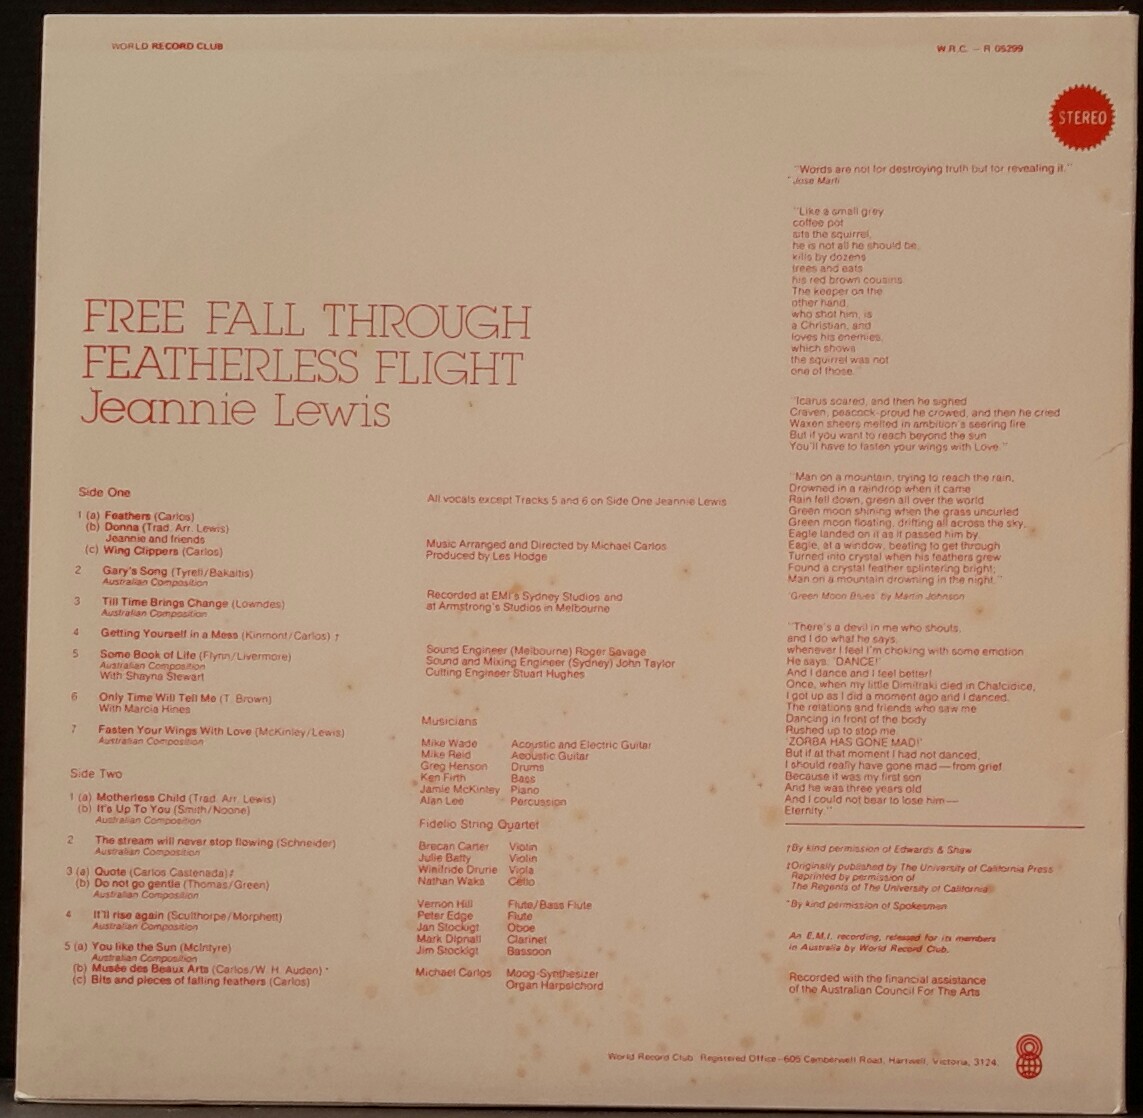 WORLD RECORD CLUB
W.R.C. – R 05299
STEREO
FREE FALL THROUGH
FEATHERLESS FLIGHT
Jeannie Lewis
Side One
1 (a) Feathers (Carlos)
(b) Donna (Trad. Arr. Lewis)
Jeannie and friends
(c) Wing Clippers (Carlos)
2 Gary's Song (Tyrell/Bakaitis)
Australian Composition
3 Till Time Brings Change (Lowndes)
Australian Composition
4 Getting Yourself in a Mess (Kinmont/Carlos) †
5 Some Book of Life (Flynn/Livermore)
Australian Composition
With Shayna Stewart
6 Only Time Will Tell Me (T. Brown)
With Marcia Hines
7 Fasten Your Wings With Love (McKinley/Lewis)
Australian Composition
Side Two
1 (a) Motherless Child (Trad. Arr. Lewis)
(b) It's Up To You (Smith/Noone)
Australian Composition
2 The stream will never stop flowing (Schneider)
Australian Composition
3 (a) Quote (Carlos Castenada)‡
(b) Do not go gentle (Thomas/Green)
Australian Composition
4 It'll rise again (Sculthorpe/Morphett)
Australian Composition
5 (a) You like the Sun (McIntyre)
Australian Composition
(b) Musée des Beaux Arts (Carlos/W. H. Auden) *
(c) Bits and pieces of falling feathers (Carlos)
All vocals except Tracks 5 and 6 on Side One Jeannie Lewis
Music Arranged and Directed by Michael Carlos
Produced by Les Hodge
Recorded at EMI's Sydney Studios and
at Armstrong's Studios in Melbourne
Sound Engineer (Melbourne) Roger Savage
Sound and Mixing Engineer (Sydney) John Taylor
Cutting Engineer Stuart Hughes
Musicians
Mike Wade Acoustic and Electric Guitar
Mike Reid Acoustic Guitar
Greg Henson Drums
Ken Firth Bass
Jamie McKinley Piano
Alan Lee Percussion
Fidelio String Quartet
Brecan Carter Violin
Julie Batty Violin
Winifride Drurie Viola
Nathan Waks Cello
Vernon Hill Flute/Bass Flute
Peter Edge Flute
Jan Stockigt Oboe
Mark Dipnall Clarinet
Jim Stockigt Bassoon
Michael Carlos Moog-Synthesizer
Organ Harpsichord
"Words are not for destroying truth but for revealing it."
* Jose Marti
"Like a small grey
coffee pot
sits the squirrel,
he is not all he should be,
kills by dozens
trees and eats
his red brown cousins
The keeper on the
other hand,
who shot him, is
a Christian, and
loves his enemies,
which shows
the squirrel was not
one of those."
"Icarus soared, and then he sighed
Craven, peacock-proud he crowed, and then he cried
Waxen sheers melted in ambition's seering fire
But if you want to reach beyond the sun
You'll have to fasten your wings with Love."
"Man on a mountain, trying to reach the rain,
Drowned in a raindrop when it came
Rain fell down, green all over the world
Green moon shining when the grass uncurled
Green moon floating, drifting all across the sky,
Eagle landed on it as it passed him by.
Eagle, at a window, beating to get through
Turned into crystal when his feathers grew
Found a crystal feather splintering bright;
Man on a mountain drowning in the night."
'Green Moon Blues' by Martin Johnson
"There's a devil in me who shouts,
and I do what he says,
whenever I feel I'm choking with some emotion
He says, 'DANCE!'
And I dance and I feel better!
Once, when my little Dimitraki died in Chalcidice,
I got up as I did a moment ago and I danced.
The relations and friends who saw me
Dancing in front of the body
Rushed up to stop me.
'ZORBA HAS GONE MAD!'
But if at that moment I had not danced,
I should really have gone mad—from grief.
Because it was my first son
And he was three years old
And I could not bear to lose him—
Eternity."
†By kind permission of Edwards & Shaw
‡Originally published by The University of California Press
Reprinted by permission of
The Regents of The University of California
*By kind permission of Spokesmen
An E.M.I. recording, released for its members
in Australia by World Record Club.
Recorded with the financial assistance
of the Australian Council For The Arts
World Record Club. Registered Office–605 Camberwell Road, Hartwell, Victoria, 3124.